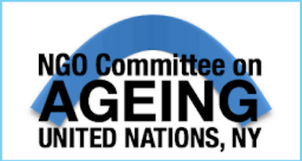 NGO Committee on
AGEING
UNITED NATIONS, NY